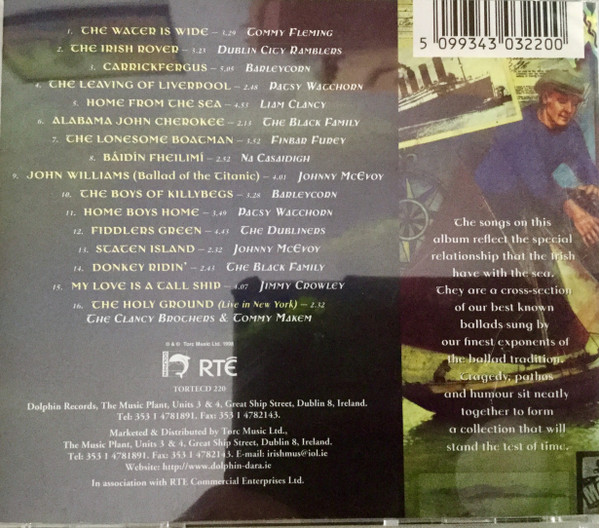 1. THE WATER IS WIDE – 3.29 TOMMY FLEMING
2. THE IRISH ROVER – 3.23 DUBLIN CITY RAMBLERS
3. CARRICKFERGUS – 5.05 BARLEYCORN
4. THE LEAVING OF LIVERPOOL – 2.48 PATSY WATCHORN
5. HOME FROM THE SEA – 4.53 LIAM CLANCY
6. ALABAMA JOHN CHEROKEE – 2.13 THE BLACK FAMILY
7. THE LONESOME BOATMAN – 3.52 FINBAR FUREY
8. BÁIDÍN FHEILIMÍ – 2.52 NA CASAIDIGH
9. JOHN WILLIAMS (Ballad of the Titanic) – 4.01 JOHNNY MCEVOY
10. THE BOYS OF KILLYBEGS – 3.28 BARLEYCORN
11. HOME BOYS HOME – 3.49 PATSY WATCHORN
12. FIDDLERS GREEN – 4.45 THE DUBLINERS
13. STATEN ISLAND – 2.32 JOHNNY MCEVOY
14. DONKEY RIDIN' – 2.43 THE BLACK FAMILY
15. MY LOVE IS A TALL SHIP – 4.07 JIMMY CROWLEY
16. THE HOLY GROUND (Live in New York) – 2.32
THE CLANCY BROTHERS & TOMMY MAKEM
℗ & © Torc Music Ltd. 1998
RTÉ
TORTECD 220
Dolphin Records, The Music Plant, Units 3 & 4, Great Ship Street, Dublin 8, Ireland.
Tel: 353 1 4781891. Fax: 353 1 4782143.
Marketed & Distributed by Torc Music Ltd.,
The Music Plant, Units 3 & 4, Great Ship Street, Dublin 8, Ireland.
Tel: 353 1 4781891. Fax: 353 1 4782143. E-mail: irishmus@iol.ie
Website: http://www.dolphin-dara.ie
In association with RTE Commercial Enterprises Ltd.
5 099343 032200
The songs on this
album reflect the special
relationship that the Irish
have with the sea.
They are a cross-section
of our best known
ballads sung by
our finest exponents of
the ballad tradition.
Tragedy, pathos
and humour sit neatly
together to form
a collection that will
stand the test of time.